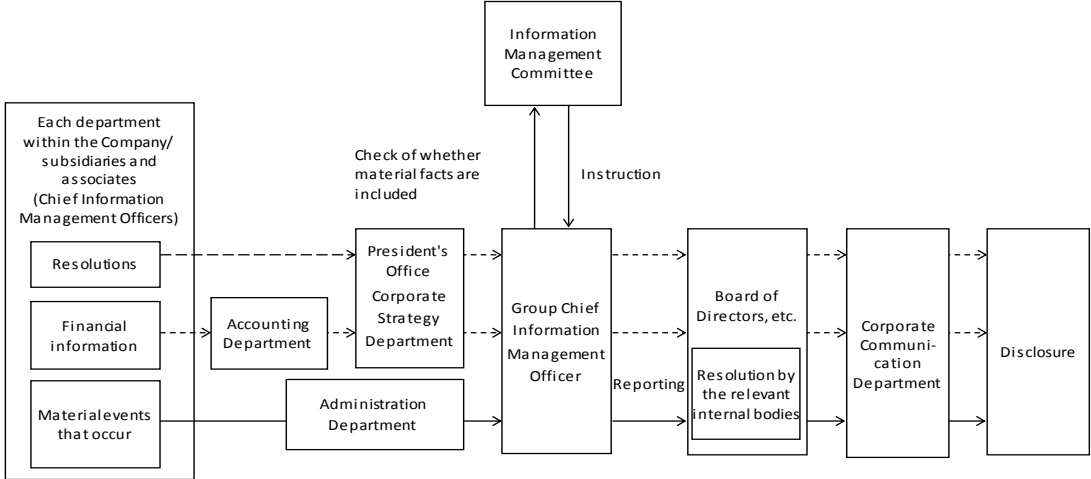 Information
Management
Committee
Each department
within the Company/
subsidiaries and
associates
(Chief Information
Management Officers)
Check of whether
material facts are
included
Instruction
Resolutions
President's
Office
Corporate
Strategy
Department
Financial
information
Accounting
Department
Group Chief
Information
Management
Officer
Board of
Directors, etc.
Corporate
Communi-
cation
Department
Disclosure
Material events
that occur
Administration
Department
Reporting
Resolution by
the relevant
internal bodies